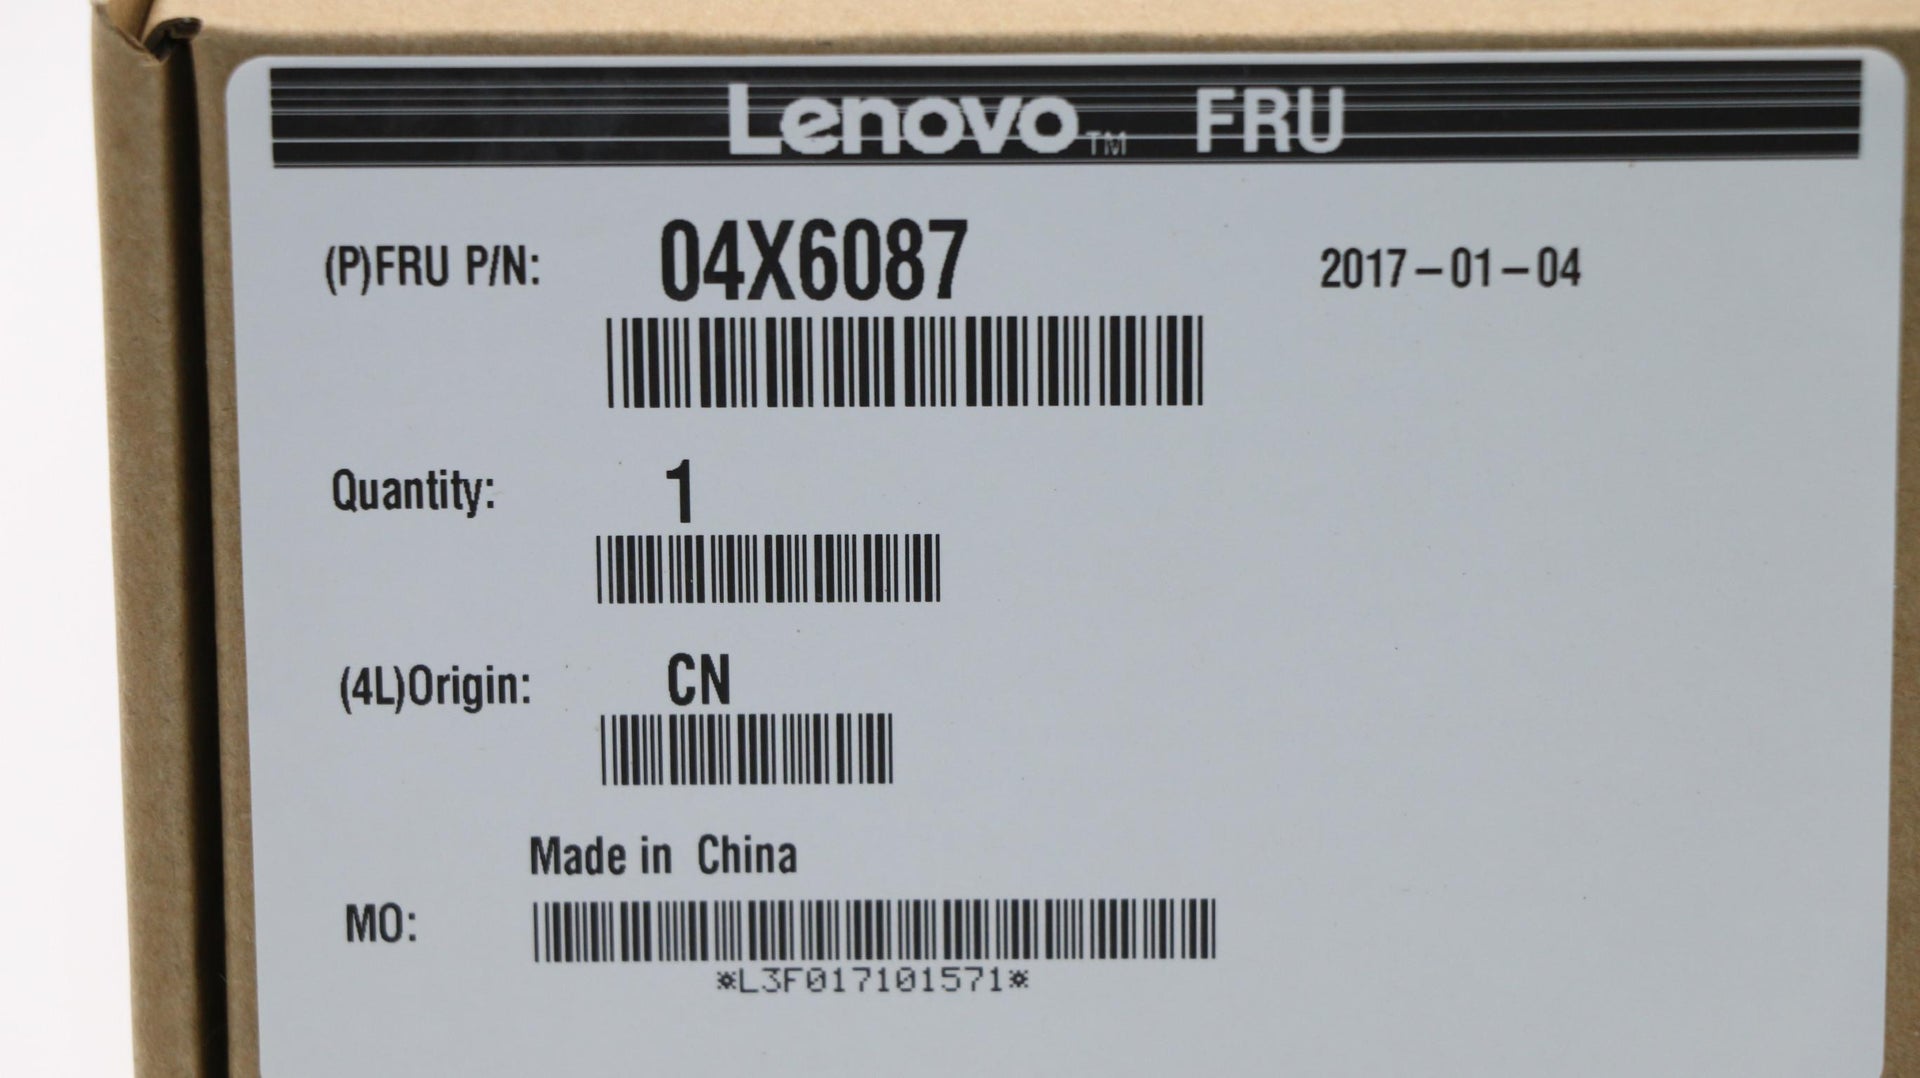 Lenovo™ FRU
(P)FRU P/N: 04X6087 2017-01-04
Quantity: 1
(4L)Origin: CN
Made in China
MO:
*L3F017101571*